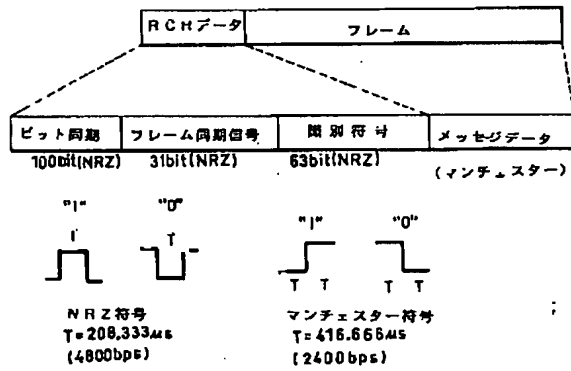 RCHデータ フレーム
ビット同期 フレーム同期信号 識別符号 メッセジデータ
100bit(NRZ) 31bit(NRZ) 63bit(NRZ) (マンチェスター)
"1" "0" "1" "0"
T T
T T T T
NRZ符号 マンチェスター符号
T=208.333μs T=416.666μs
(4800bps) (2400bps)